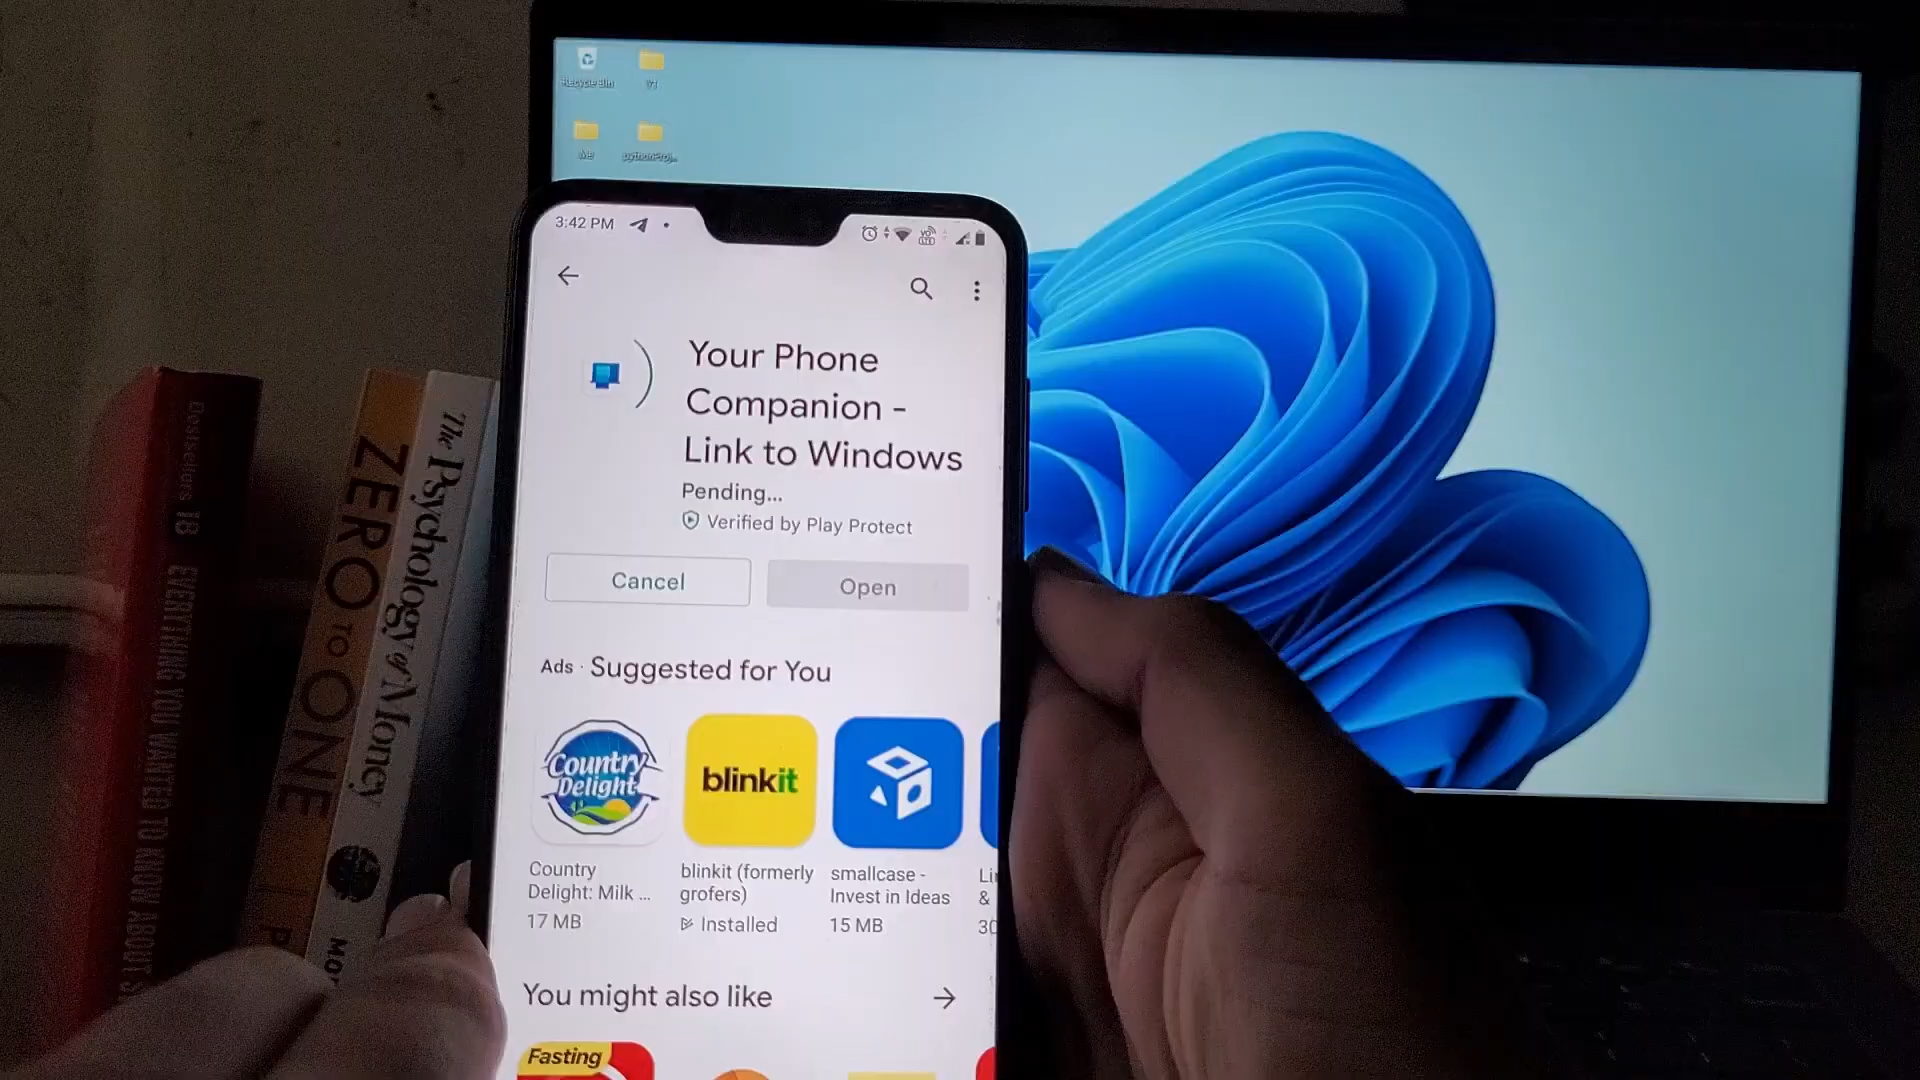 Recycle Bin
3:42 PM
Your Phone
Companion -
Link to Windows
Pending...
Verified by Play Protect
Cancel
Open
Ads · Suggested for You
Country
Delight
blinkit
Country
Delight: Milk ...
17 MB
blinkit (formerly
grofers)
Installed
smallcase -
Invest in Ideas
15 MB
You might also like
Fasting
Bestsellers 18 EVERYTHING YOU WANTED TO KNOW ABOUT
ZERO TO ONE
The Psychology of Money